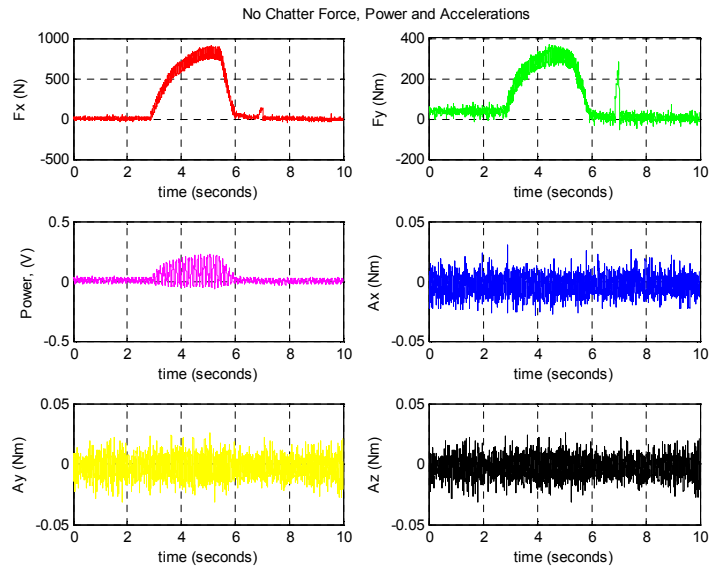 No Chatter Force, Power and Accelerations
1000
500
0
-500
Fx (N)
0 2 4 6 8 10
time (seconds)
400
200
0
-200
Fy (Nm)
0 2 4 6 8 10
time (seconds)
0.5
0
-0.5
Power, (V)
0 2 4 6 8 10
time (seconds)
0.05
0
-0.05
Ax (Nm)
0 2 4 6 8 10
time (seconds)
0.05
0
-0.05
Ay (Nm)
0 2 4 6 8 10
time (seconds)
0.05
0
-0.05
Az (Nm)
0 2 4 6 8 10
time (seconds)